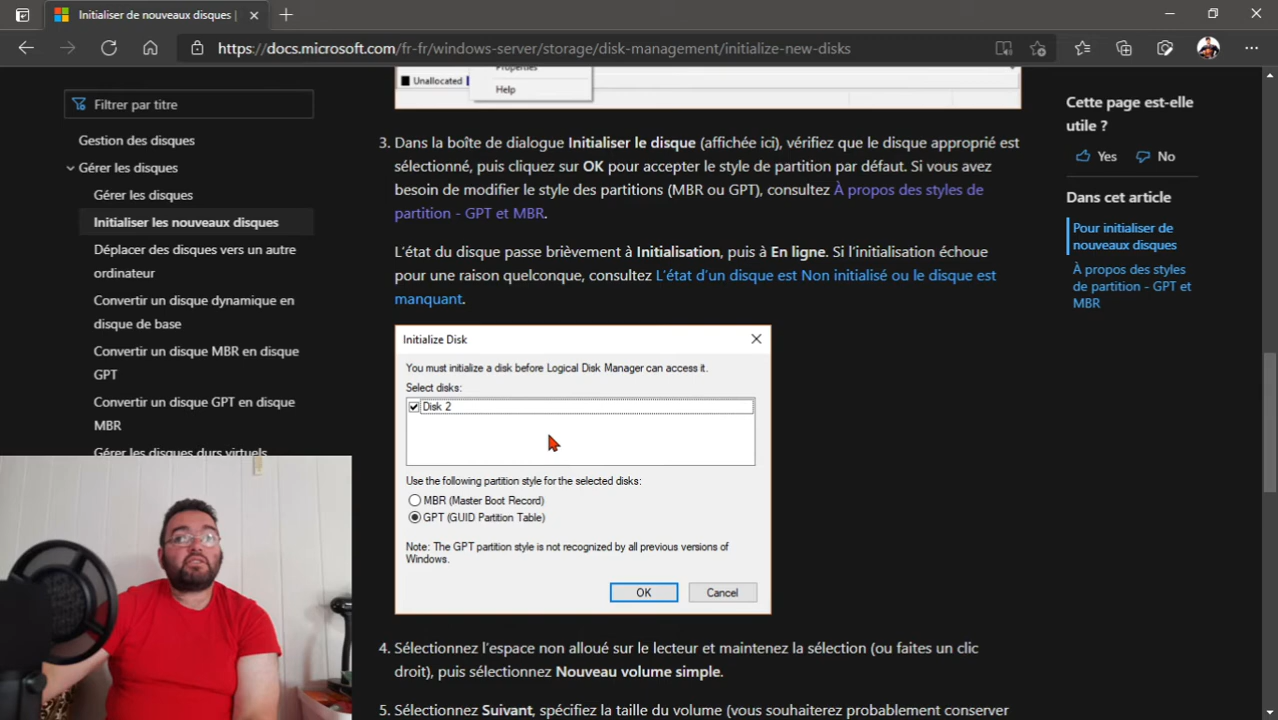 Initialiser de nouveaux disques |
https://docs.microsoft.com/fr-fr/windows-server/storage/disk-management/initialize-new-disks
Filtrer par titre
Gestion des disques
Gérer les disques
Gérer les disques
Initialiser les nouveaux disques
Déplacer des disques vers un autre
ordinateur
Convertir un disque dynamique en
disque de base
Convertir un disque MBR en disque
GPT
Convertir un disque GPT en disque
MBR
Gérer les disques durs virtuels
Properties
Unallocated
Help
3. Dans la boîte de dialogue Initialiser le disque (affichée ici), vérifiez que le disque approprié est
sélectionné, puis cliquez sur OK pour accepter le style de partition par défaut. Si vous avez
besoin de modifier le style des partitions (MBR ou GPT), consultez À propos des styles de
partition - GPT et MBR.
L’état du disque passe brièvement à Initialisation, puis à En ligne. Si l’initialisation échoue
pour une raison quelconque, consultez L’état d’un disque est Non initialisé ou le disque est
manquant.
Initialize Disk
You must initialize a disk before Logical Disk Manager can access it.
Select disks:
Disk 2
Use the following partition style for the selected disks:
MBR (Master Boot Record)
GPT (GUID Partition Table)
Note: The GPT partition style is not recognized by all previous versions of
Windows.
OK Cancel
4. Sélectionnez l’espace non alloué sur le lecteur et maintenez la sélection (ou faites un clic
droit), puis sélectionnez Nouveau volume simple.
5. Sélectionnez Suivant, spécifiez la taille du volume (vous souhaiterez probablement conserver
Cette page est-elle
utile ?
Yes No
Dans cet article
Pour initialiser de
nouveaux disques
À propos des styles
de partition - GPT et
MBR